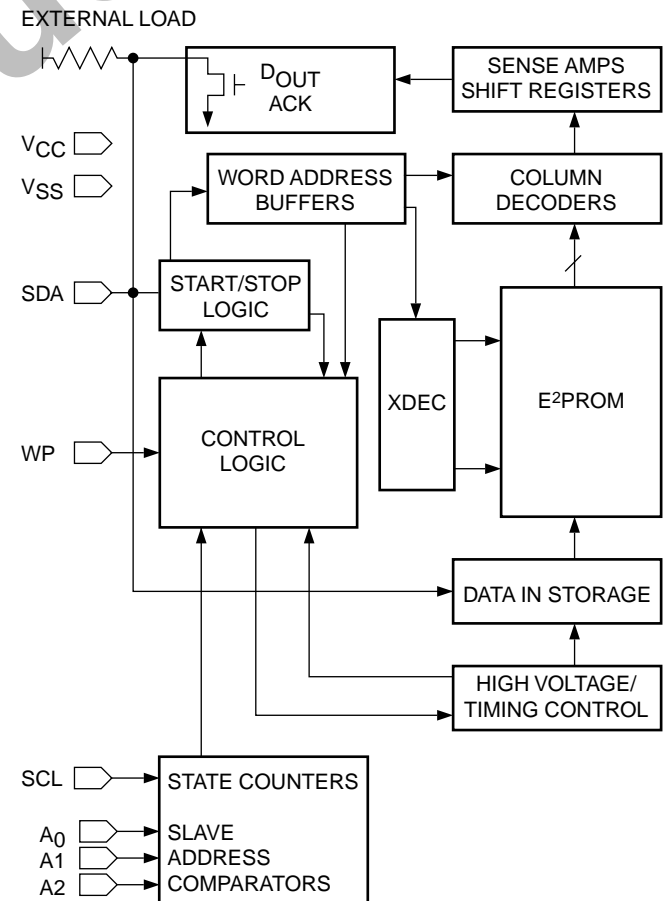 EXTERNAL LOAD
DOUT
ACK
SENSE AMPS
SHIFT REGISTERS
VCC
VSS
WORD ADDRESS
BUFFERS
COLUMN
DECODERS
SDA
START/STOP
LOGIC
XDEC
E2PROM
WP
CONTROL
LOGIC
DATA IN STORAGE
HIGH VOLTAGE/
TIMING CONTROL
SCL
STATE COUNTERS
A0
SLAVE
A1
ADDRESS
A2
COMPARATORS